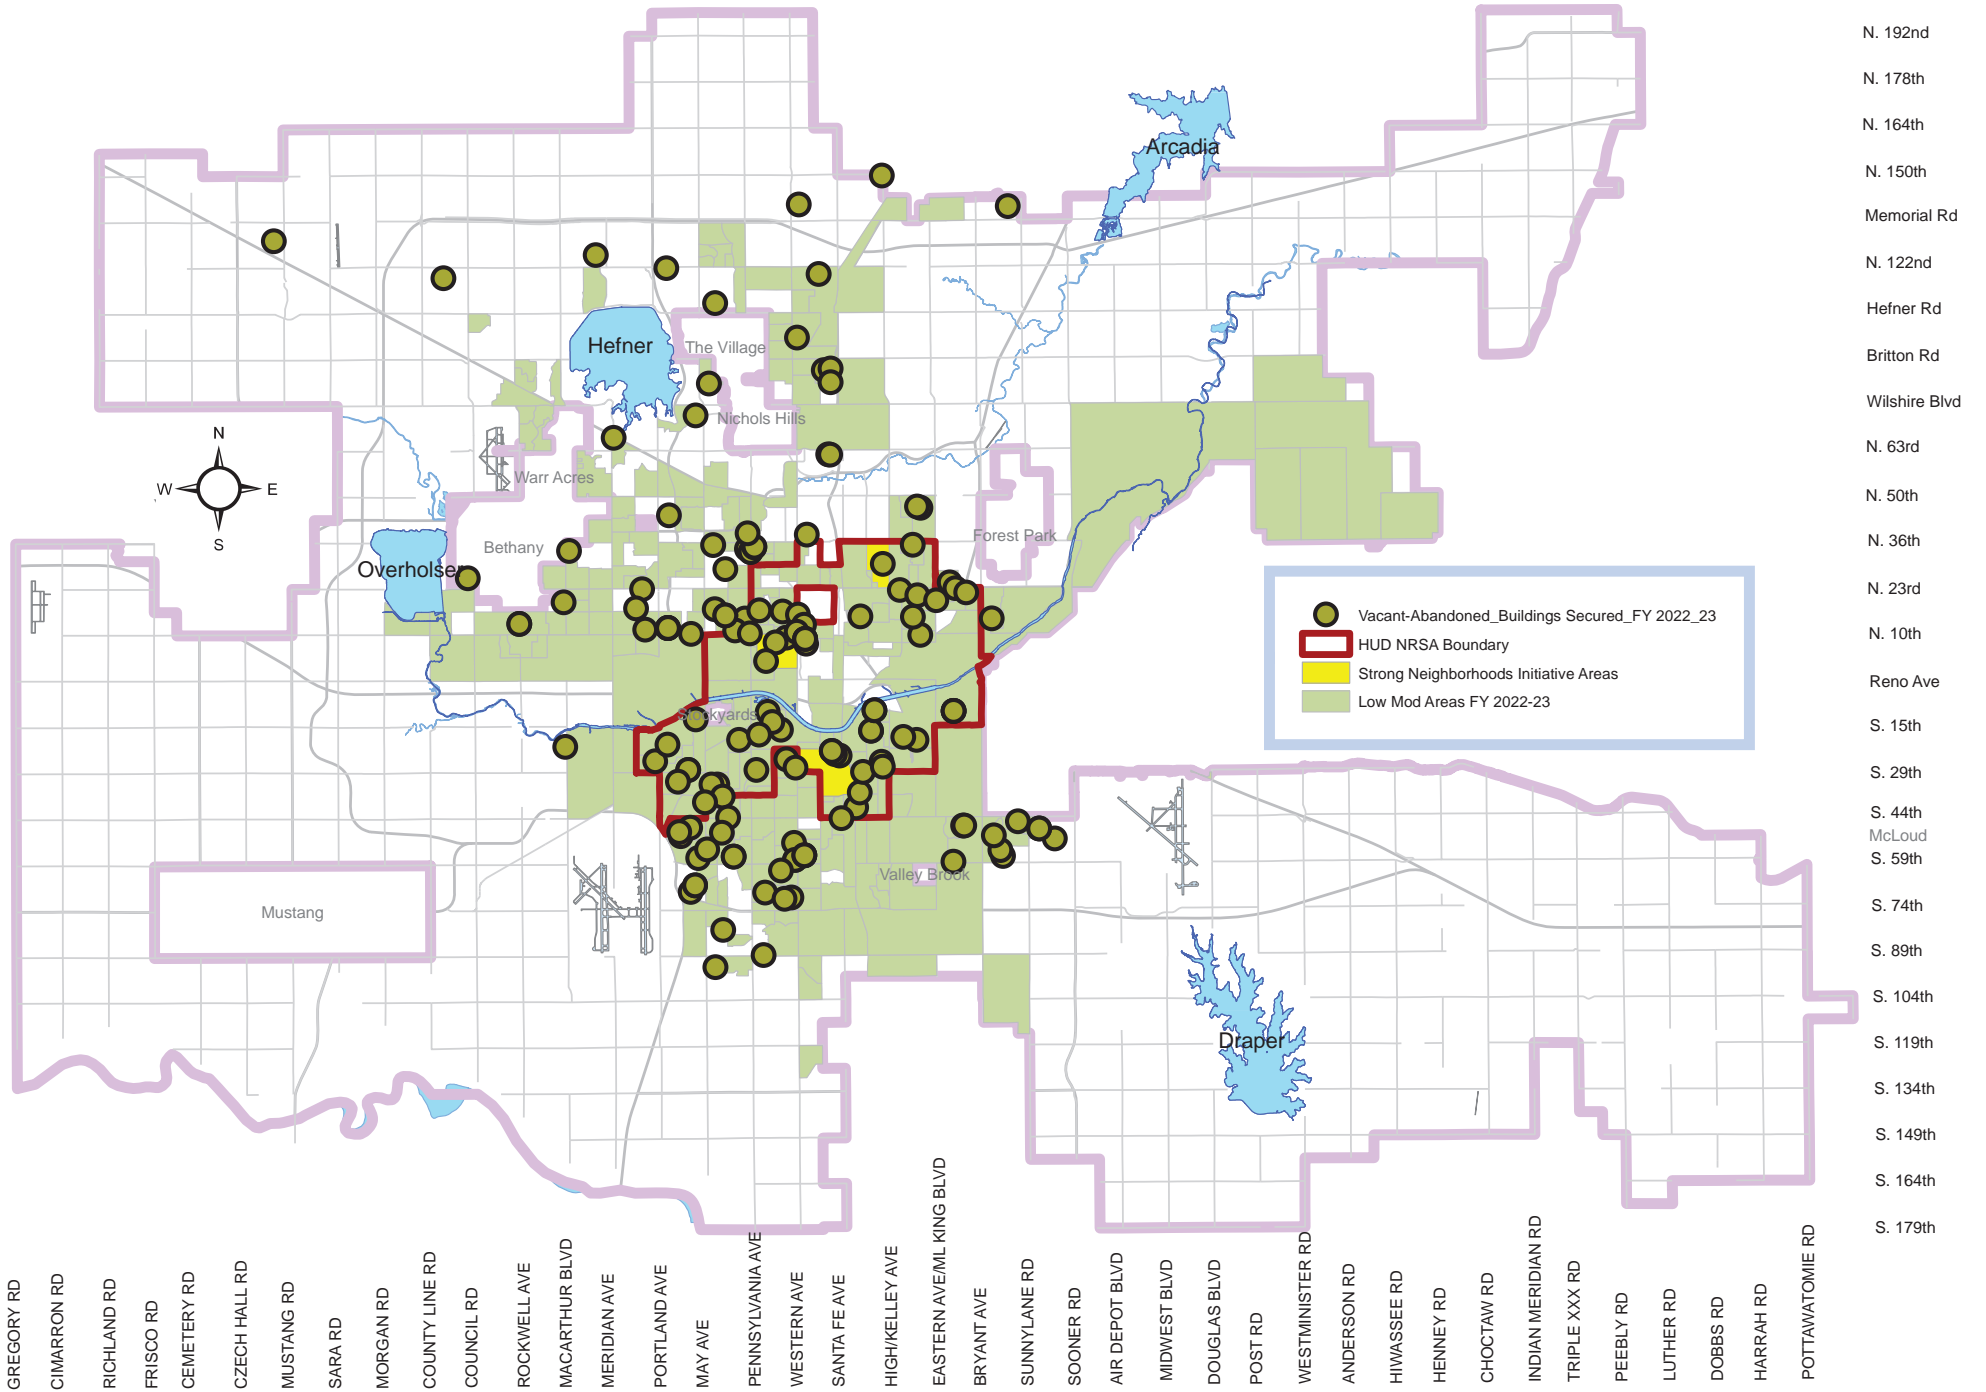 N. 192nd
N. 178th
N. 164th
N. 150th
Memorial Rd
N. 122nd
Hefner Rd
Britton Rd
Wilshire Blvd
N. 63rd
N. 50th
N. 36th
N. 23rd
N. 10th
Reno Ave
S. 15th
S. 29th
S. 44th
McLoud
S. 59th
S. 74th
S. 89th
S. 104th
S. 119th
S. 134th
S. 149th
S. 164th
S. 179th
Arcadia
Hefner
The Village
Nichols Hills
Warr Acres
N
W
E
S
Bethany
Forest Park
Overholser
Stockyards
Valley Brook
Mustang
Draper
Vacant-Abandoned_Buildings Secured_FY 2022_23
HUD NRSA Boundary
Strong Neighborhoods Initiative Areas
Low Mod Areas FY 2022-23
GREGORY RD
CIMARRON RD
RICHLAND RD
FRISCO RD
CEMETERY RD
CZECH HALL RD
MUSTANG RD
SARA RD
MORGAN RD
COUNTY LINE RD
COUNCIL RD
ROCKWELL AVE
MACARTHUR BLVD
MERIDIAN AVE
PORTLAND AVE
MAY AVE
PENNSYLVANIA AVE
WESTERN AVE
SANTA FE AVE
HIGH/KELLEY AVE
EASTERN AVE/ML KING BLVD
BRYANT AVE
SUNNYLANE RD
SOONER RD
AIR DEPOT BLVD
MIDWEST BLVD
DOUGLAS BLVD
POST RD
WESTMINISTER RD
ANDERSON RD
HIWASSEE RD
HENNEY RD
CHOCTAW RD
INDIAN MERIDIAN RD
TRIPLE XXX RD
PEEBLY RD
LUTHER RD
DOBBS RD
HARRAH RD
POTTAWATOMIE RD